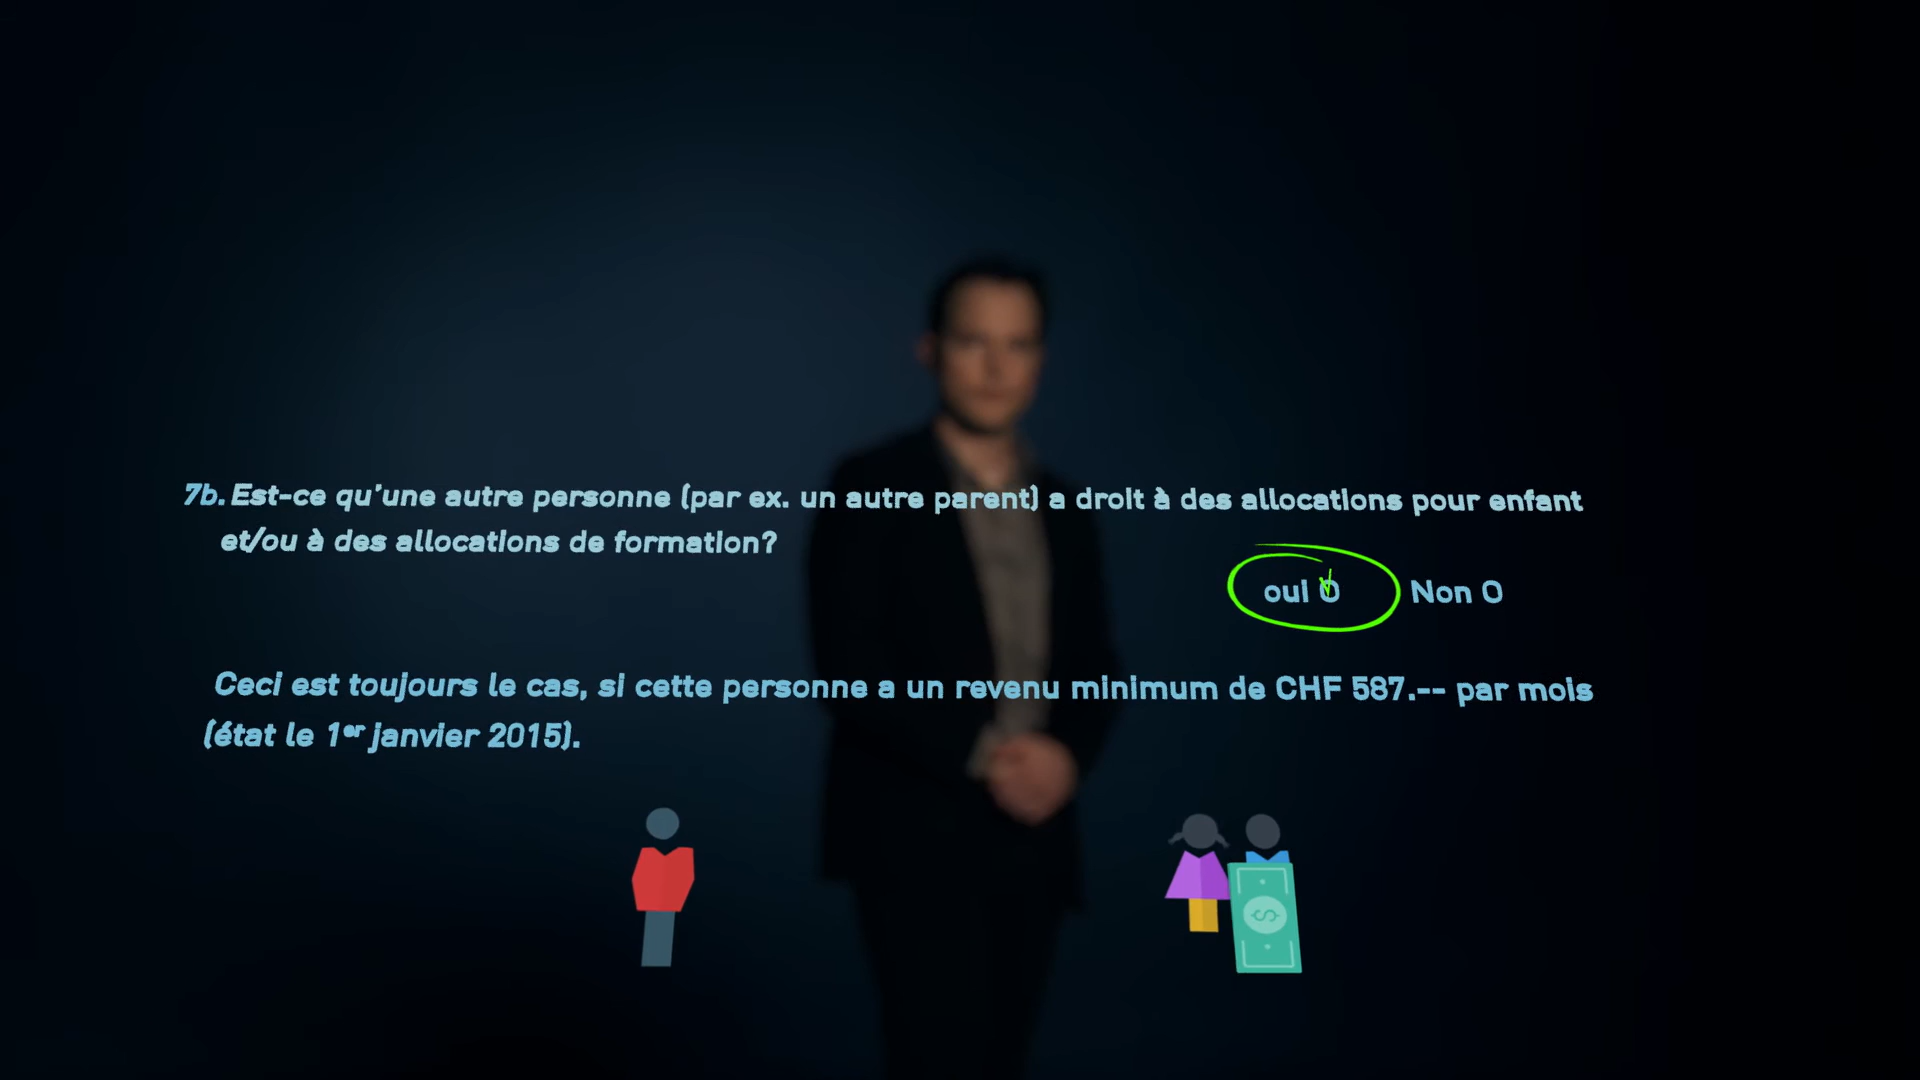 7b. Est-ce qu'une autre personne (par ex. un autre parent) a droit à des allocations pour enfant
et/ou à des allocations de formation?
oui O Non O
Ceci est toujours le cas, si cette personne a un revenu minimum de CHF 587.-- par mois
(état le 1er janvier 2015).
$